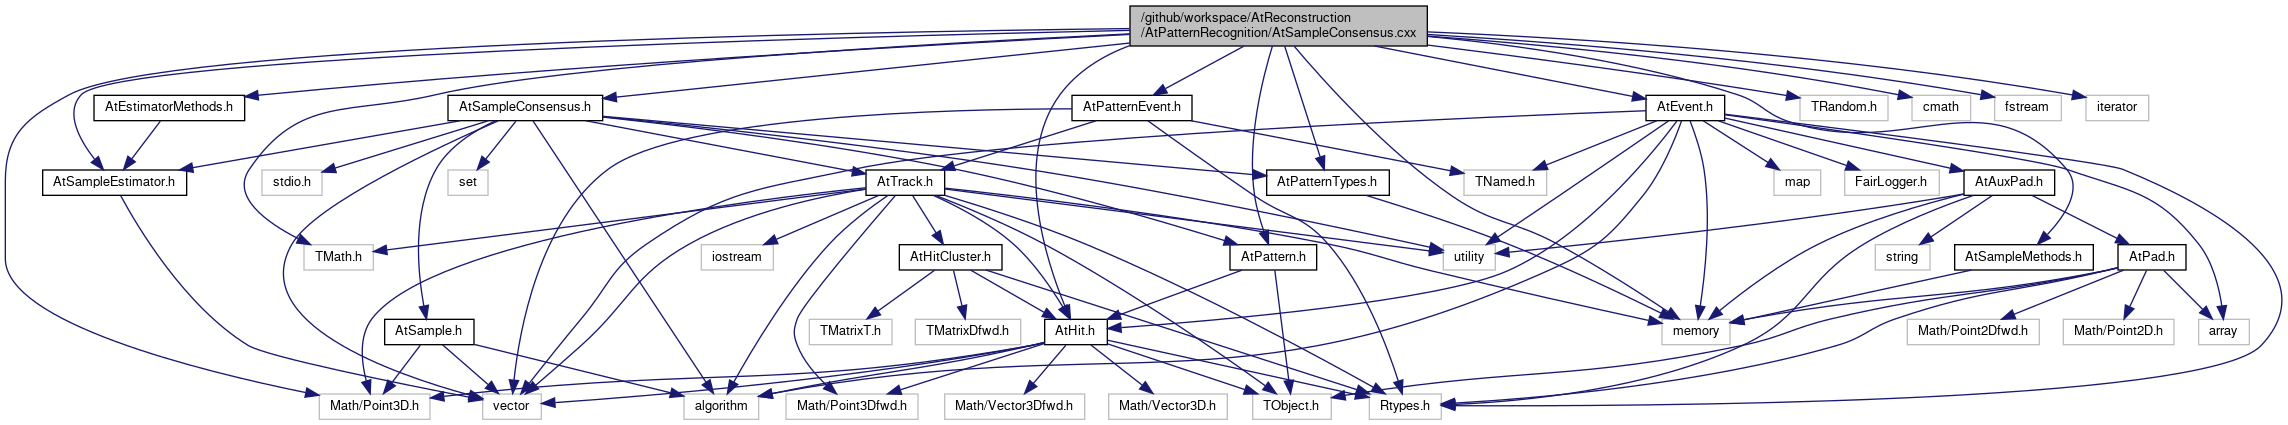 /github/workspace/AtReconstruction
/AtPatternRecognition/AtSampleConsensus.cxx
AtEstimatorMethods.h
AtSampleConsensus.h
AtPatternEvent.h
AtEvent.h
TRandom.h
cmath
fstream
iterator
AtSampleEstimator.h
stdio.h
set
AtTrack.h
AtPatternTypes.h
TNamed.h
map
FairLogger.h
AtAuxPad.h
TMath.h
iostream
AtHitCluster.h
AtPattern.h
utility
string
AtSampleMethods.h
AtPad.h
AtSample.h
TMatrixT.h
TMatrixDfwd.h
AtHit.h
memory
Math/Point2Dfwd.h
Math/Point2D.h
array
Math/Point3D.h
vector
algorithm
Math/Point3Dfwd.h
Math/Vector3Dfwd.h
Math/Vector3D.h
TObject.h
Rtypes.h